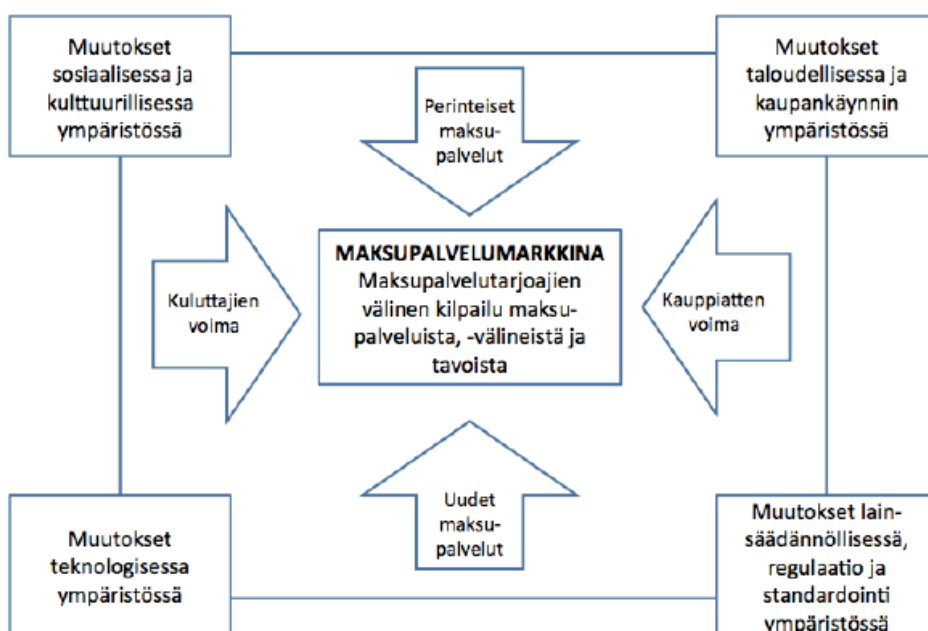 Muutokset
sosiaalisessa ja
kulttuurillisessa
ympäristössä
Muutokset
taloudellisessa ja
kaupankäynnin
ympäristössä
Perinteiset
maksu-
palvelut
Kuluttajien
voima
MAKSUPALVELUMARKKINA
Maksupalvelutarjoajien
välinen kilpailu maksu-
palveluista, -välineistä ja
tavoista
Kauppiatten
voima
Uudet
maksu-
palvelut
Muutokset
teknologisessa
ympäristössä
Muutokset lain-
säädännöllisessä,
regulaatio ja
standardointi
ympäristössä